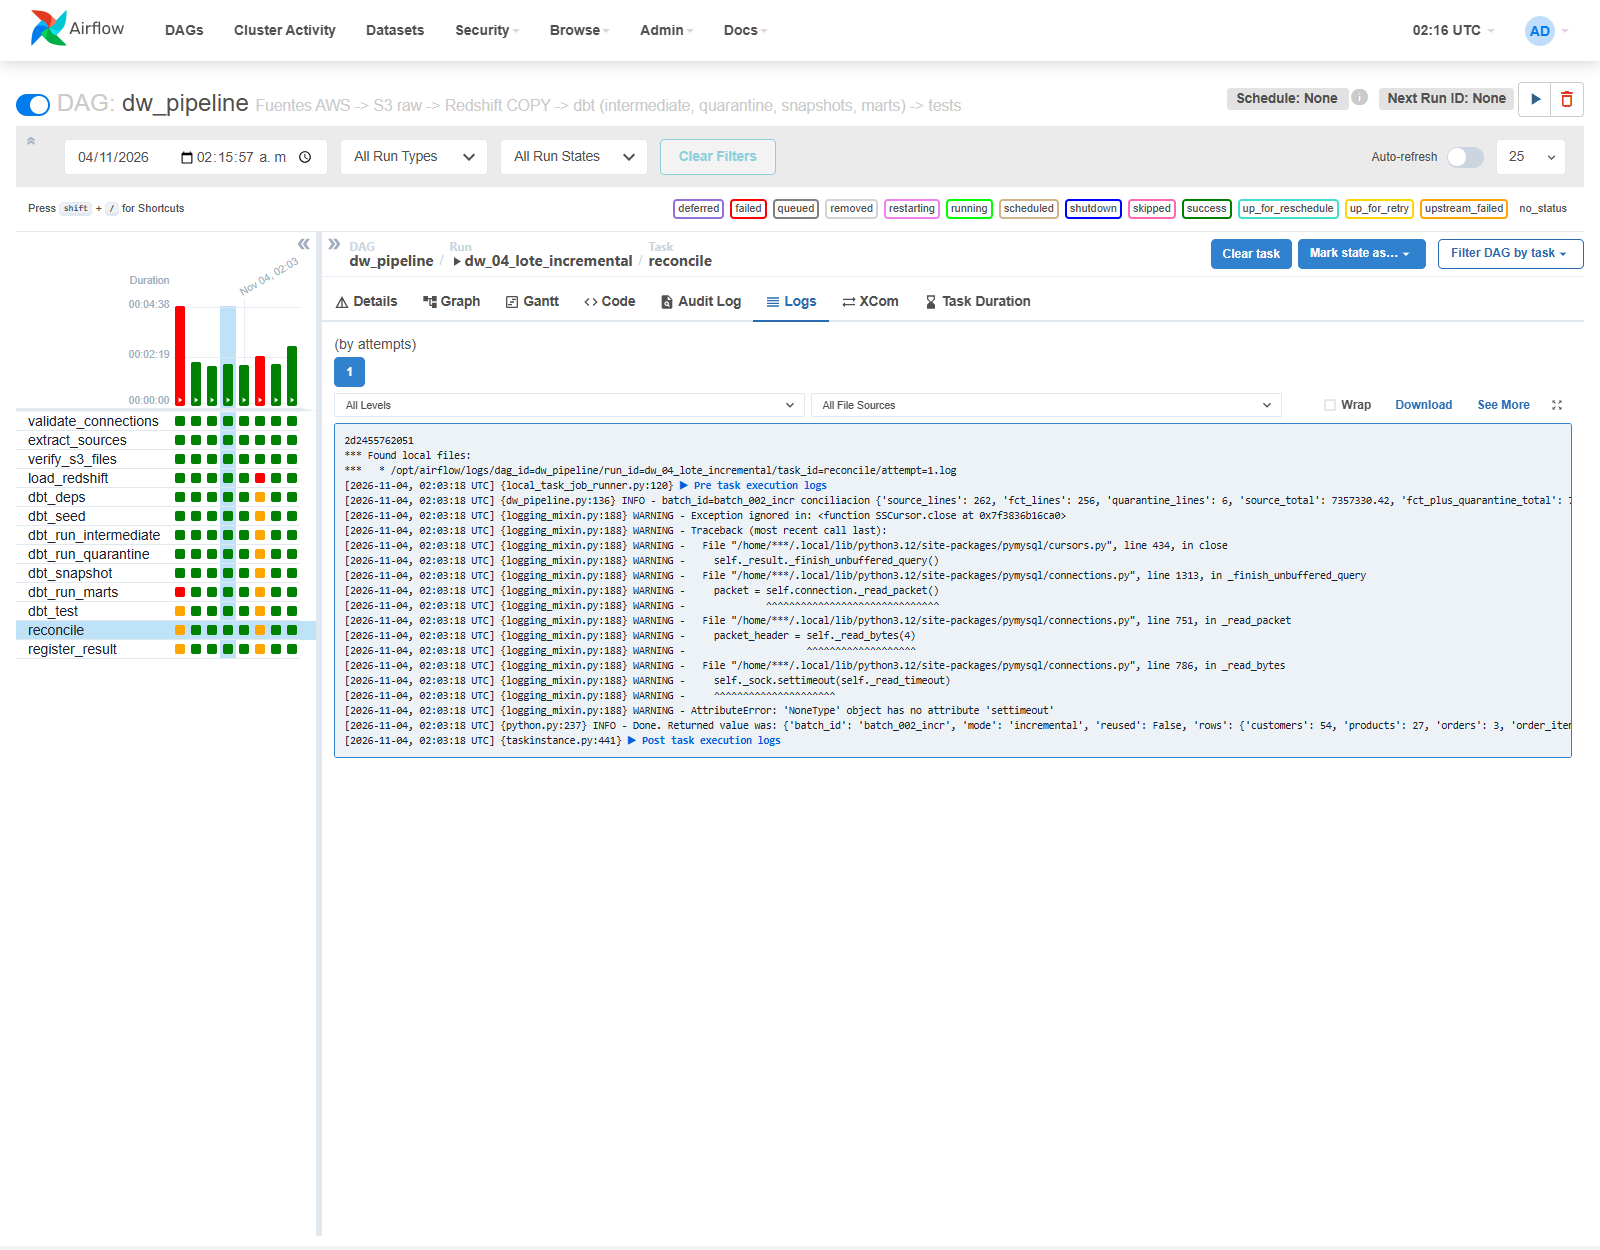 Airflow
DAGs
Cluster Activity
Datasets
Security
Browse
Admin
Docs
02:16 UTC
AD
DAG: dw_pipeline Fuentes AWS -> S3 raw -> Redshift COPY -> dbt (intermediate, quarantine, snapshots, marts) -> tests
Schedule: None
Next Run ID: None
04/11/2026 02:15:57 a. m
All Run Types
All Run States
Clear Filters
Auto-refresh
25
Press shift + / for Shortcuts
deferred
failed
queued
removed
restarting
running
scheduled
shutdown
skipped
success
up_for_reschedule
up_for_retry
upstream_failed
no_status
Duration
Nov 04, 02:03
00:04:38
00:02:19
00:00:00
validate_connections
extract_sources
verify_s3_files
load_redshift
dbt_deps
dbt_seed
dbt_run_intermediate
dbt_run_quarantine
dbt_snapshot
dbt_run_marts
dbt_test
reconcile
register_result
DAG
dw_pipeline
/
Run
dw_04_lote_incremental
/
Task
reconcile
Clear task
Mark state as...
Filter DAG by task
Details
Graph
Gantt
Code
Audit Log
Logs
XCom
Task Duration
(by attempts)
1
All Levels
All File Sources
Wrap
Download
See More
2d2455762051
*** Found local files:
***   * /opt/airflow/logs/dag_id=dw_pipeline/run_id=dw_04_lote_incremental/task_id=reconcile/attempt=1.log
[2026-11-04, 02:03:18 UTC] {local_task_job_runner.py:120} ▶ Pre task execution logs
[2026-11-04, 02:03:18 UTC] {dw_pipeline.py:136} INFO - batch_id=batch_002_incr conciliacion {'source_lines': 262, 'fct_lines': 256, 'quarantine_lines': 6, 'source_total': 7357330.42, 'fct_plus_quarantine_total': 7
[2026-11-04, 02:03:18 UTC] {logging_mixin.py:188} WARNING - Exception ignored in: <function SSCursor.close at 0x7f3836b16ca0>
[2026-11-04, 02:03:18 UTC] {logging_mixin.py:188} WARNING - Traceback (most recent call last):
[2026-11-04, 02:03:18 UTC] {logging_mixin.py:188} WARNING -   File "/home/***/.local/lib/python3.12/site-packages/pymysql/cursors.py", line 434, in close
[2026-11-04, 02:03:18 UTC] {logging_mixin.py:188} WARNING -     self._result._finish_unbuffered_query()
[2026-11-04, 02:03:18 UTC] {logging_mixin.py:188} WARNING -   File "/home/***/.local/lib/python3.12/site-packages/pymysql/connections.py", line 1313, in _finish_unbuffered_query
[2026-11-04, 02:03:18 UTC] {logging_mixin.py:188} WARNING -     packet = self.connection._read_packet()
[2026-11-04, 02:03:18 UTC] {logging_mixin.py:188} WARNING -              ^^^^^^^^^^^^^^^^^^^^^^^^^^^^^
[2026-11-04, 02:03:18 UTC] {logging_mixin.py:188} WARNING -   File "/home/***/.local/lib/python3.12/site-packages/pymysql/connections.py", line 751, in _read_packet
[2026-11-04, 02:03:18 UTC] {logging_mixin.py:188} WARNING -     packet_header = self._read_bytes(4)
[2026-11-04, 02:03:18 UTC] {logging_mixin.py:188} WARNING -                     ^^^^^^^^^^^^^^^^^^^
[2026-11-04, 02:03:18 UTC] {logging_mixin.py:188} WARNING -   File "/home/***/.local/lib/python3.12/site-packages/pymysql/connections.py", line 786, in _read_bytes
[2026-11-04, 02:03:18 UTC] {logging_mixin.py:188} WARNING -     self._sock.settimeout(self._read_timeout)
[2026-11-04, 02:03:18 UTC] {logging_mixin.py:188} WARNING -     ^^^^^^^^^^^^^^^^^^^^^
[2026-11-04, 02:03:18 UTC] {logging_mixin.py:188} WARNING - AttributeError: 'NoneType' object has no attribute 'settimeout'
[2026-11-04, 02:03:18 UTC] {python.py:237} INFO - Done. Returned value was: {'batch_id': 'batch_002_incr', 'mode': 'incremental', 'reused': False, 'rows': {'customers': 54, 'products': 27, 'orders': 3, 'order_iten
[2026-11-04, 02:03:18 UTC] {taskinstance.py:441} ▶ Post task execution logs